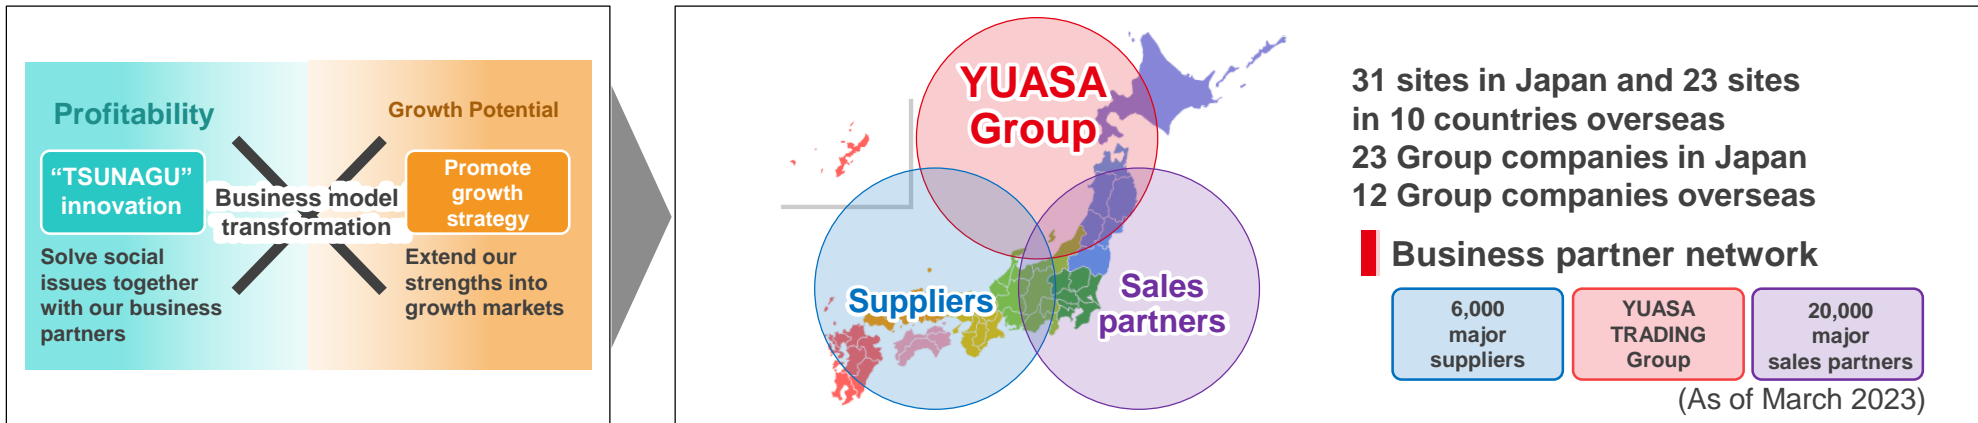 Profitability
Growth Potential
“TSUNAGU”
innovation
Business model
transformation
Promote
growth
strategy
Solve social
issues together
with our business
partners
Extend our
strengths into
growth markets
YUASA
Group
Suppliers
Sales
partners
31 sites in Japan and 23 sites
in 10 countries overseas
23 Group companies in Japan
12 Group companies overseas
Business partner network
6,000
major
suppliers
YUASA
TRADING
Group
20,000
major
sales partners
(As of March 2023)